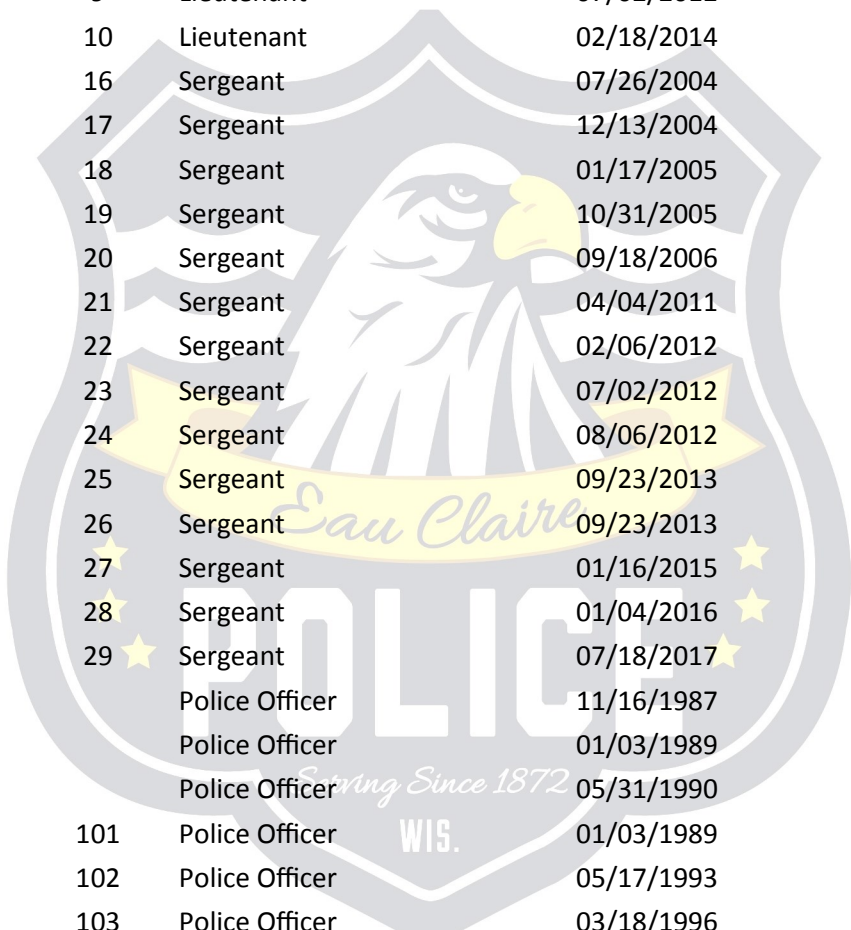 10 Lieutenant 02/18/2014
16 Sergeant 07/26/2004
17 Sergeant 12/13/2004
18 Sergeant 01/17/2005
19 Sergeant 10/31/2005
20 Sergeant 09/18/2006
21 Sergeant 04/04/2011
22 Sergeant 02/06/2012
23 Sergeant 07/02/2012
24 Sergeant 08/06/2012
25 Sergeant 09/23/2013
26 Sergeant 09/23/2013
Eau Claire
27 Sergeant 01/16/2015
28 Sergeant 01/04/2016
29 Sergeant 07/18/2017
POLICE
Police Officer 11/16/1987
Police Officer 01/03/1989
Police Officer 05/31/1990
Serving Since 1872
101 Police Officer 01/03/1989
WIS.
102 Police Officer 05/17/1993
103 Police Officer 03/18/1996